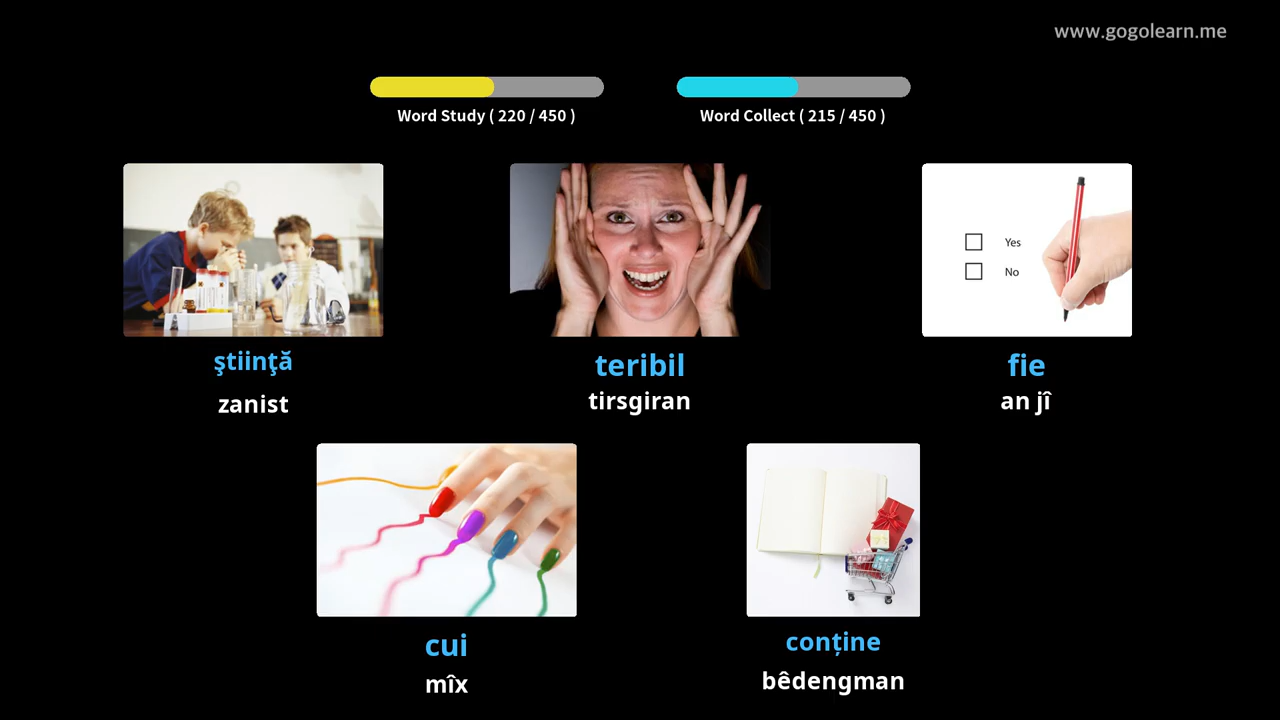 www.gogolearn.me
Word Study ( 220 / 450 )
Word Collect ( 215 / 450 )
Yes
No
ştiinţă
teribil
fie
zanist
tirsgiran
an jî
cui
conține
mîx
bêdengman